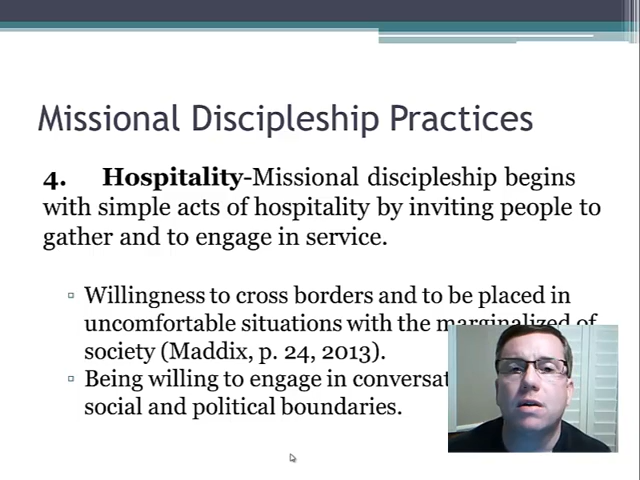 Missional Discipleship Practices
4. Hospitality-Missional discipleship begins
with simple acts of hospitality by inviting people to
gather and to engage in service.
Willingness to cross borders and to be placed in
uncomfortable situations with the marginalized of
society (Maddix, p. 24, 2013).
Being willing to engage in
social and political boundaries.